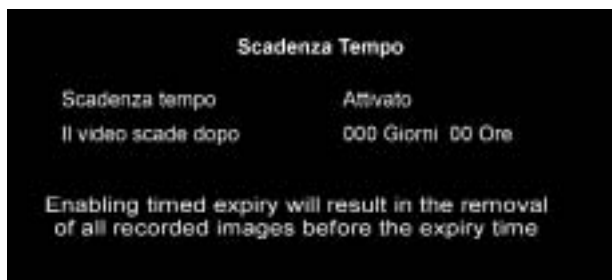 Scadenza Tempo
Scadenza tempo Attivato
Il video scade dopo 000 Giorni 00 Ore
Enabling timed expiry will result in the removal
of all recorded images before the expiry time